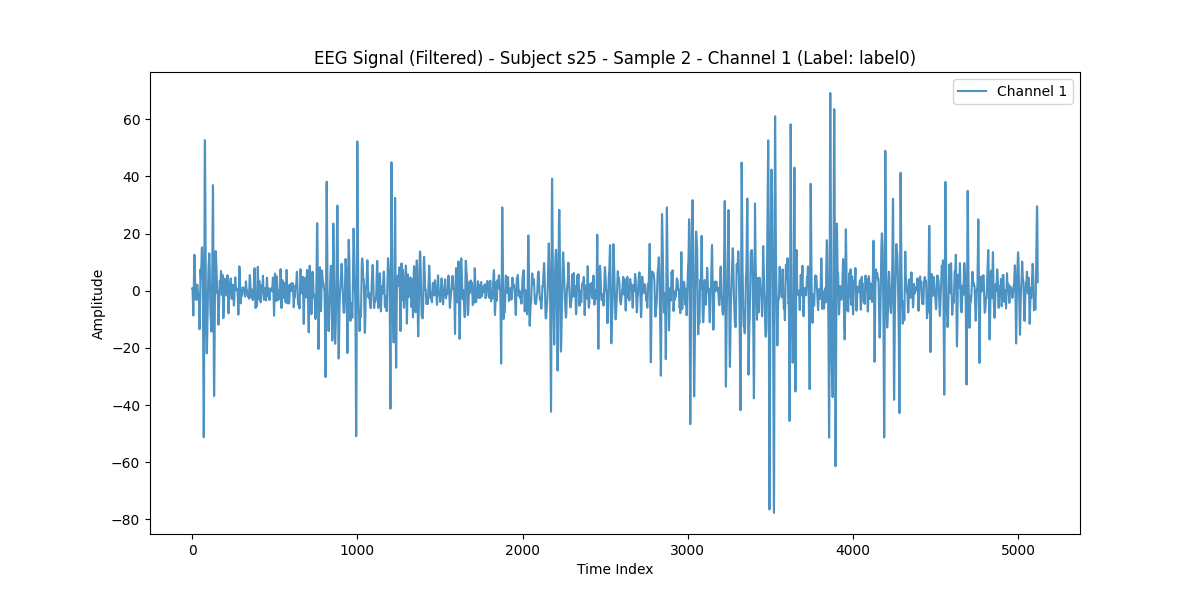 EEG Signal (Filtered) - Subject s25 - Sample 2 - Channel 1 (Label: label0)
Channel 1
60
40
20
0
−20
−40
−60
−80
Amplitude
0 1000 2000 3000 4000 5000
Time Index